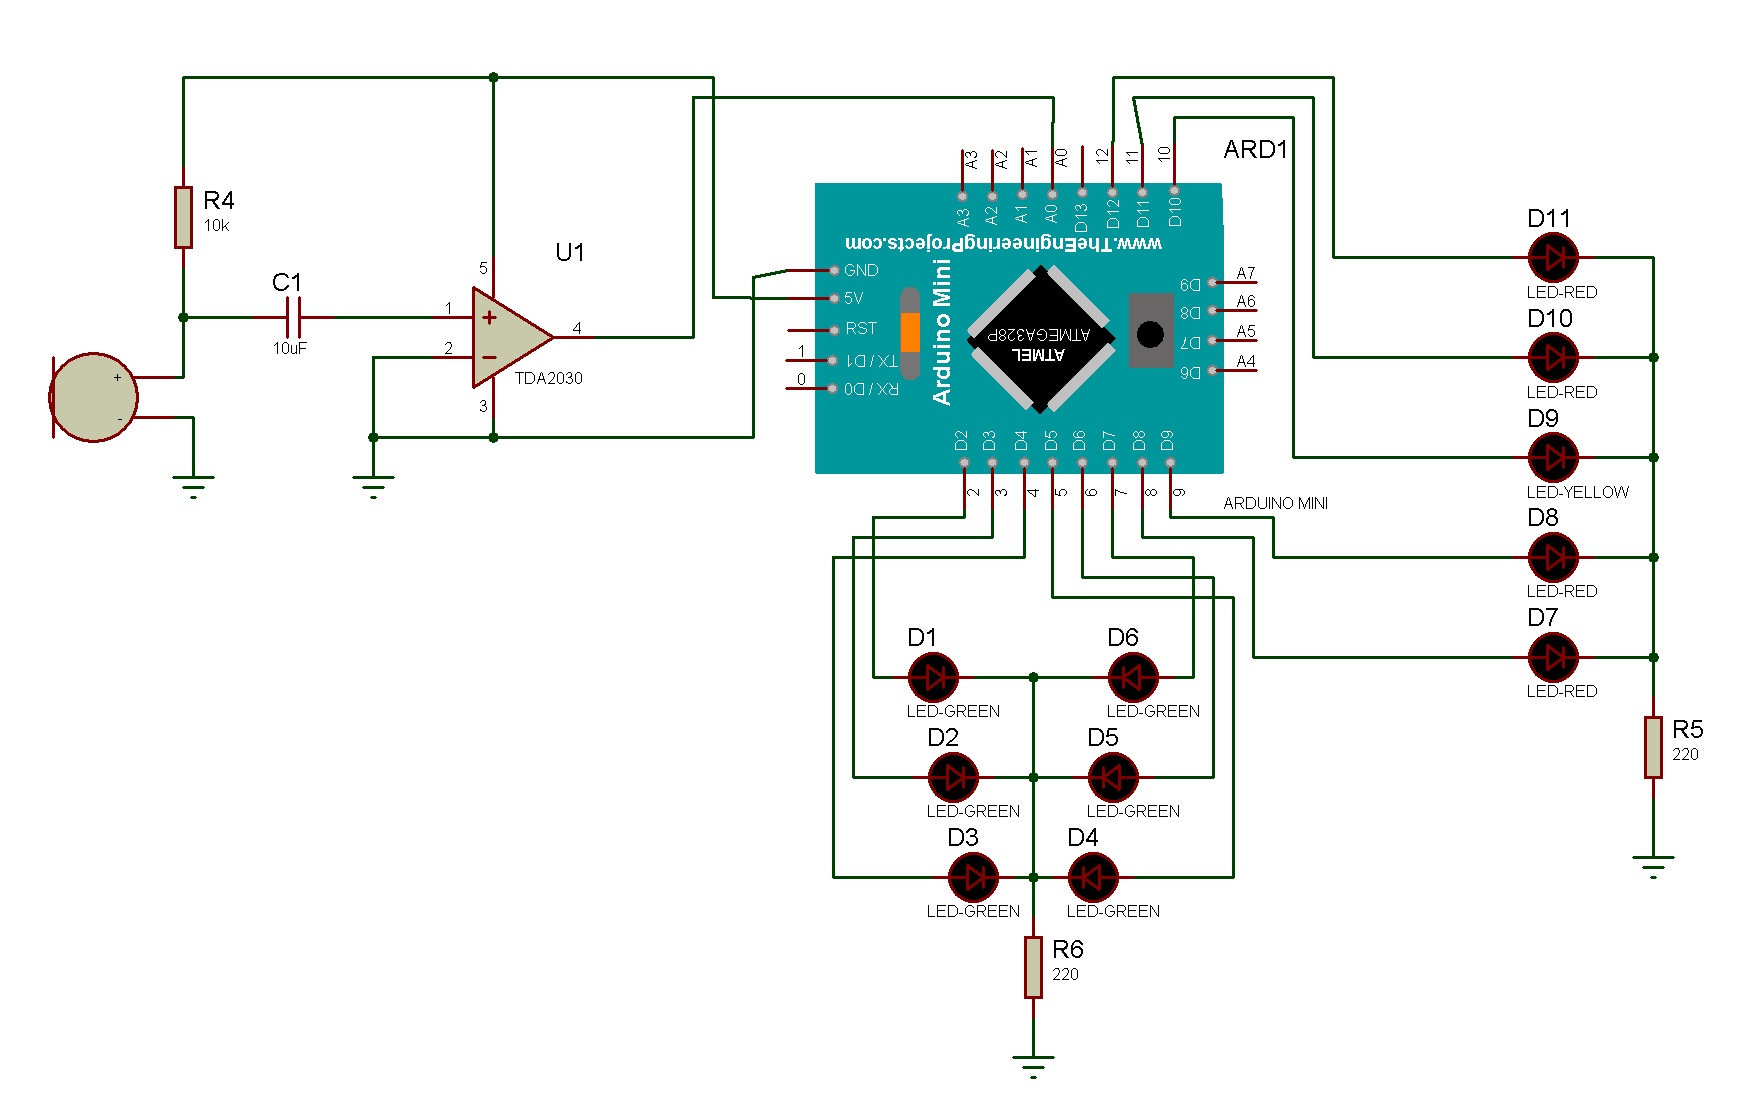 R4
10k
C1
10uF
+
-
U1
5
1
+
2
−
4
3
TDA2030
ARD1
A3
A2
A1
A0
12
11
10
A3
A2
A1
A0
D13
D12
D11
D10
www.TheEngineeringProjects.com
GND
5V
RST
1
TX / D1
0
RX / D0
Arduino Mini
ATMEL
ATMEGA328P
D9
A7
D8
A6
D7
A5
D6
A4
D2
D3
D4
D5
D6
D7
D8
D9
2
3
4
5
6
7
8
9
ARDUINO MINI
D11
LED-RED
D10
LED-RED
D9
LED-YELLOW
D8
LED-RED
D7
LED-RED
R5
220
D1
LED-GREEN
D6
LED-GREEN
D2
LED-GREEN
D5
LED-GREEN
D3
LED-GREEN
D4
LED-GREEN
R6
220